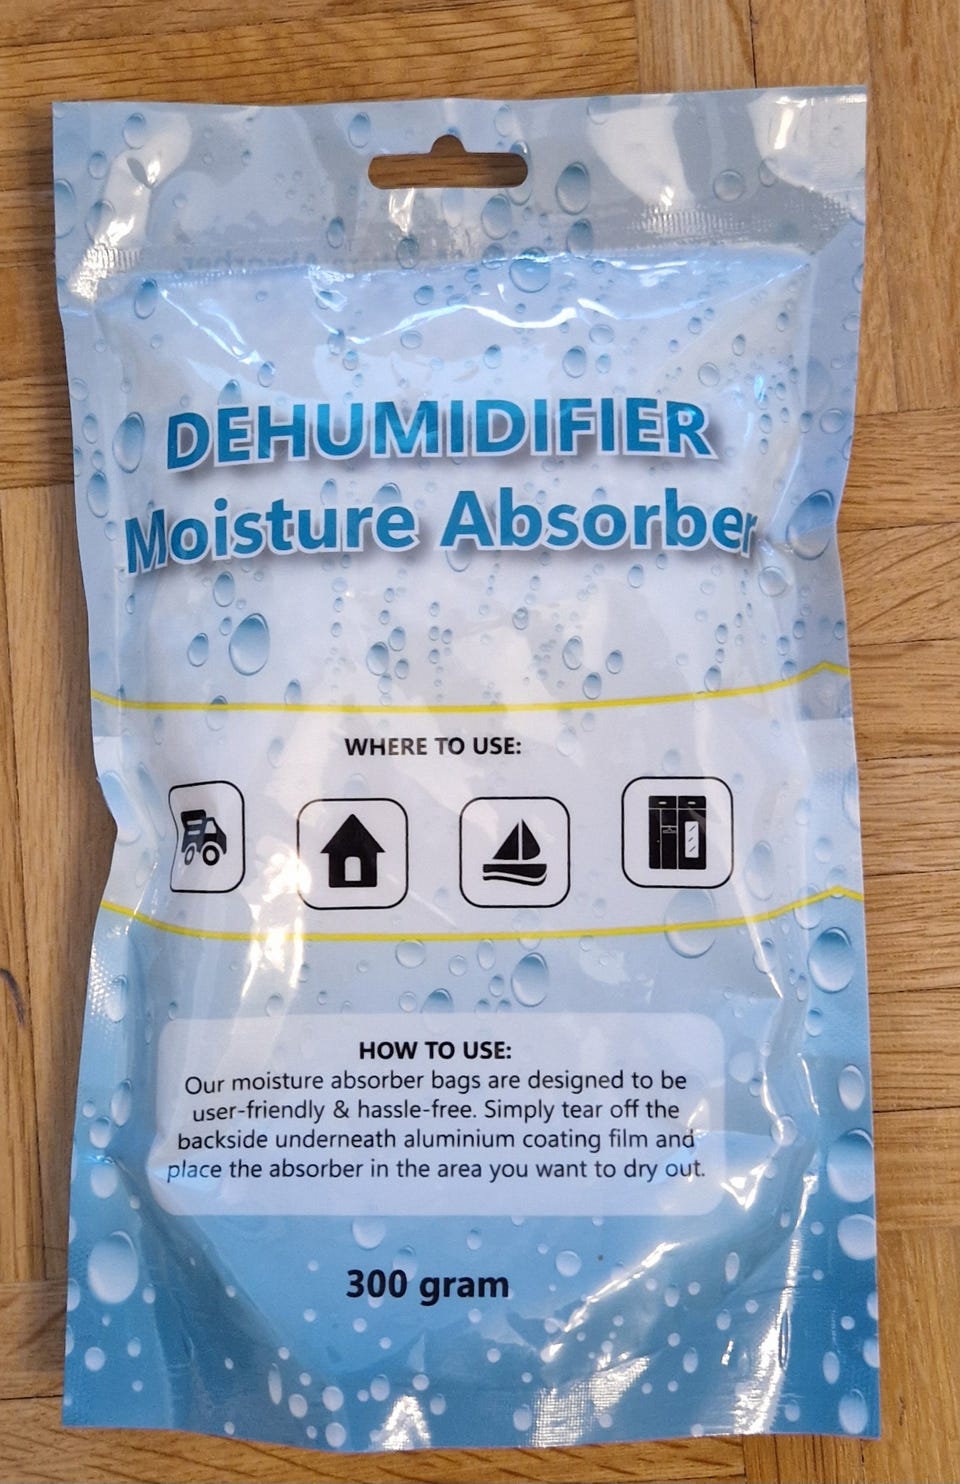 DEHUMIDIFIER
Moisture Absorber
WHERE TO USE:
HOW TO USE:
Our moisture absorber bags are designed to be
user-friendly & hassle-free. Simply tear off the
backside underneath aluminium coating film and
place the absorber in the area you want to dry out.
300 gram